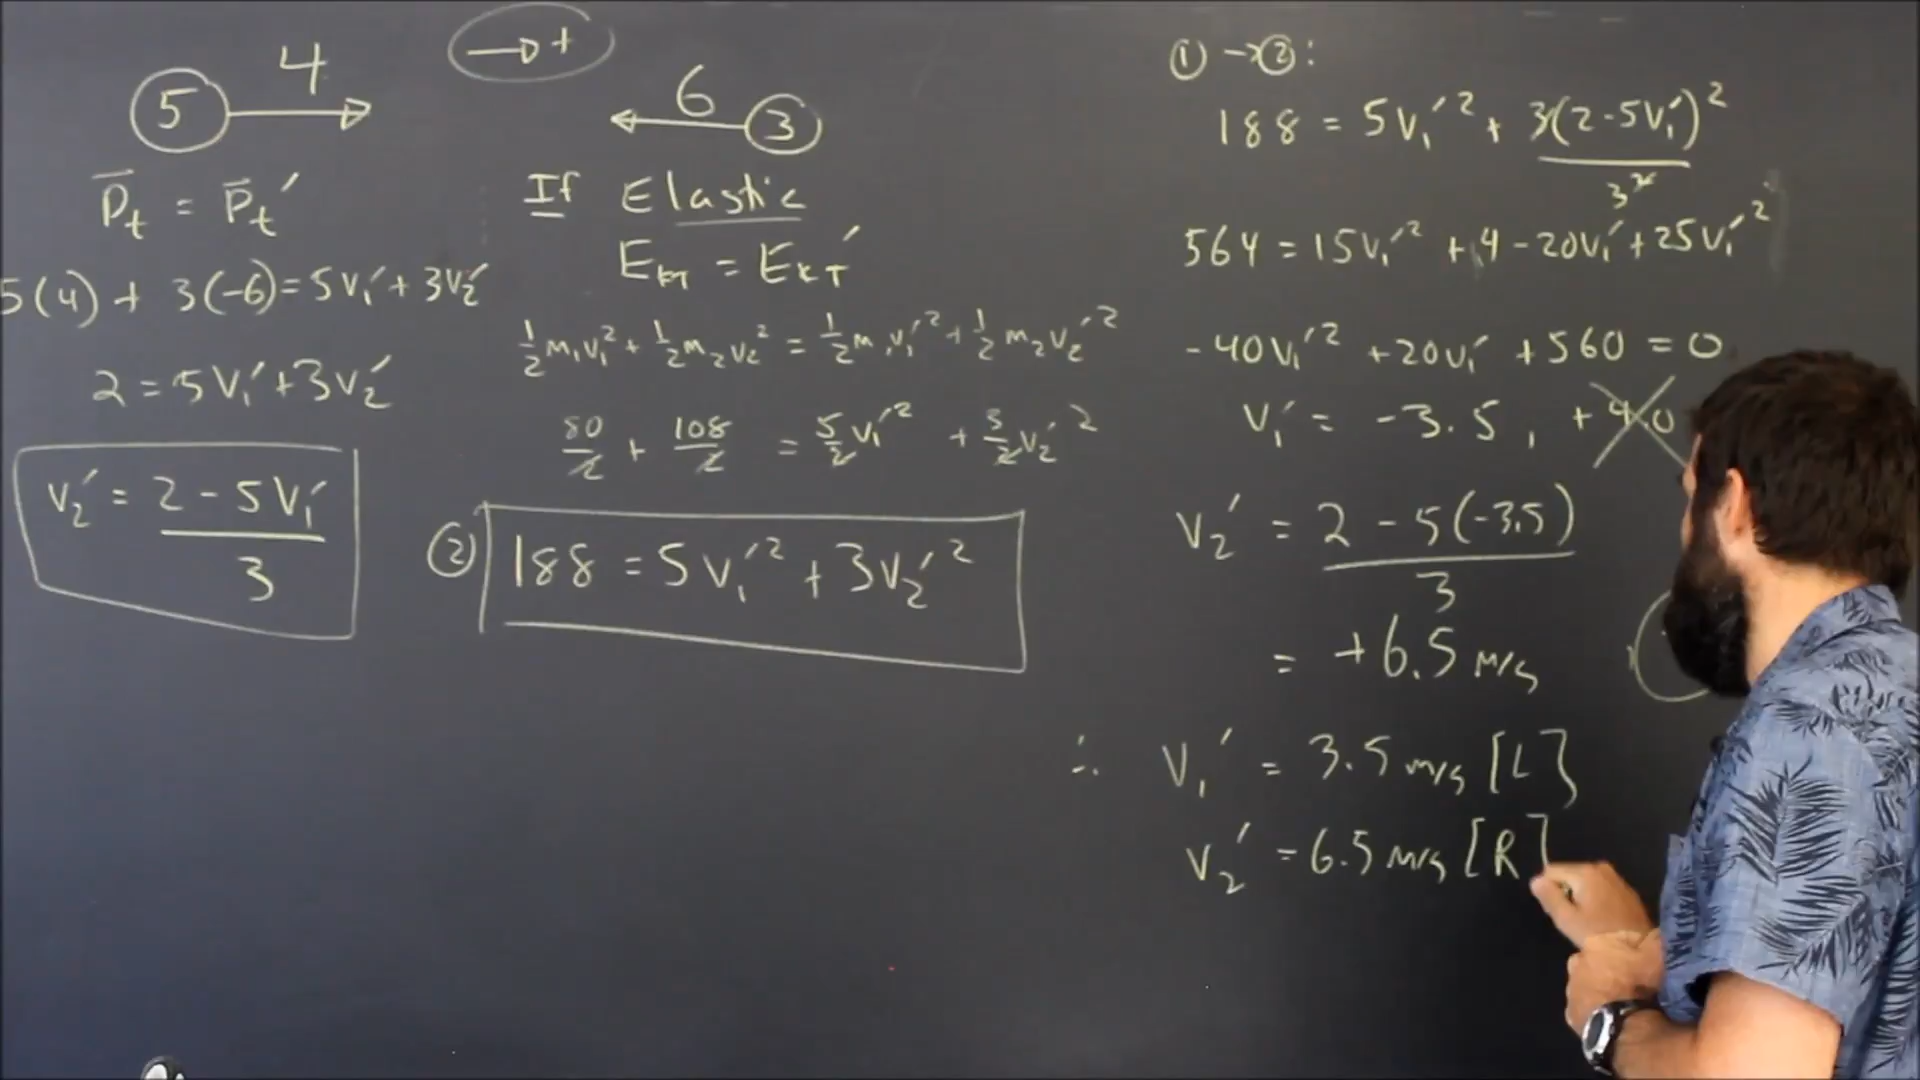 5 4
→ +
6 3
P⃗t = P⃗t′
5(4) + 3(-6) = 5v₁′ + 3v₂′
2 = 5v₁′ + 3v₂′
v₂′ = (2 - 5v₁′)/3
If Elastic
EKT = EKT′
½m₁v₁² + ½m₂v₂² = ½m₁v₁′² + ½m₂v₂′²
80/2 + 108/2 = 5/2 v₁′² + 3/2 v₂′²
② 188 = 5v₁′² + 3v₂′²
① → ②:
188 = 5v₁′² + 3(2 - 5v₁′)²/3²
564 = 15v₁′² + 4 - 20v₁′ + 25v₁′²
-40v₁′² + 20v₁′ + 560 = 0
v₁′ = -3.5, +4.0
v₂′ = (2 - 5(-3.5))/3
= +6.5 m/s
∴ v₁′ = 3.5 m/s [L]
v₂′ = 6.5 m/s [R]